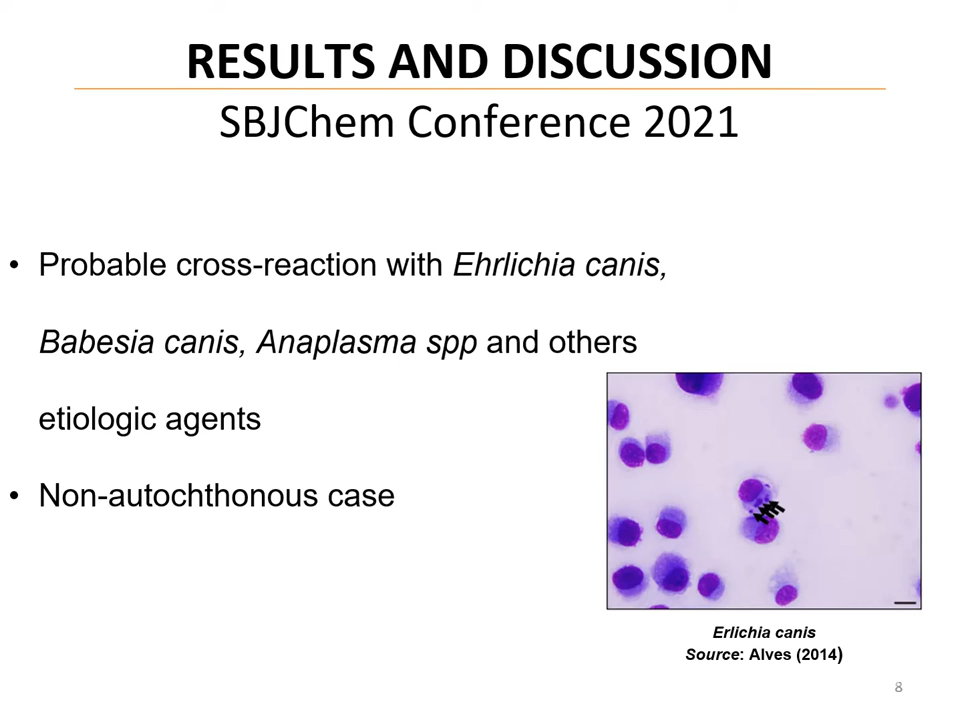 RESULTS AND DISCUSSION
SBJChem Conference 2021
• Probable cross-reaction with Ehrlichia canis,
Babesia canis, Anaplasma spp and others
etiologic agents
• Non-autochthonous case
Erlichia canis
Source: Alves (2014)
8